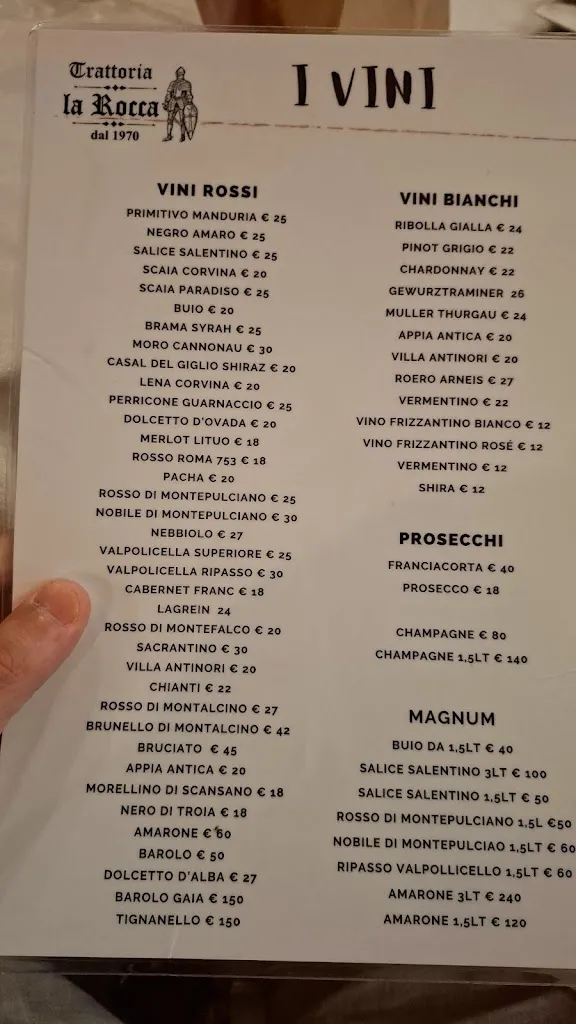 Trattoria
la Rocca
dal 1970
I VINI
VINI ROSSI
PRIMITIVO MANDURIA € 25
NEGRO AMARO € 25
SALICE SALENTINO € 25
SCAIA CORVINA € 20
SCAIA PARADISO € 25
BUIO € 20
BRAMA SYRAH € 25
MORO CANNONAU € 30
CASAL DEL GIGLIO SHIRAZ € 20
LENA CORVINA € 20
PERRICONE GUARNACCIO € 25
DOLCETTO D'OVADA € 20
MERLOT LITUO € 18
ROSSO ROMA 753 € 18
PACHA € 20
ROSSO DI MONTEPULCIANO € 25
NOBILE DI MONTEPULCIANO € 30
NEBBIOLO € 27
VALPOLICELLA SUPERIORE € 25
VALPOLICELLA RIPASSO € 30
CABERNET FRANC € 18
LAGREIN 24
ROSSO DI MONTEFALCO € 20
SACRANTINO € 30
VILLA ANTINORI € 20
CHIANTI € 22
ROSSO DI MONTALCINO € 27
BRUNELLO DI MONTALCINO € 42
BRUCIATO € 45
APPIA ANTICA € 20
MORELLINO DI SCANSANO € 18
NERO DI TROIA € 18
AMARONE € 60
BAROLO € 50
DOLCETTO D'ALBA € 27
BAROLO GAIA € 150
TIGNANELLO € 150
VINI BIANCHI
RIBOLLA GIALLA € 24
PINOT GRIGIO € 22
CHARDONNAY € 22
GEWURZTRAMINER 26
MULLER THURGAU € 24
APPIA ANTICA € 20
VILLA ANTINORI € 20
ROERO ARNEIS € 27
VERMENTINO € 22
VINO FRIZZANTINO BIANCO € 12
VINO FRIZZANTINO ROSÉ € 12
VERMENTINO € 12
SHIRA € 12
PROSECCHI
FRANCIACORTA € 40
PROSECCO € 18
CHAMPAGNE € 80
CHAMPAGNE 1,5LT € 140
MAGNUM
BUIO DA 1,5LT € 40
SALICE SALENTINO 3LT € 100
SALICE SALENTINO 1,5LT € 50
ROSSO DI MONTEPULCIANO 1,5L €50
NOBILE DI MONTEPULCIAO 1,5LT € 60
RIPASSO VALPOLLICELLO 1,5LT € 60
AMARONE 3LT € 240
AMARONE 1,5LT € 120